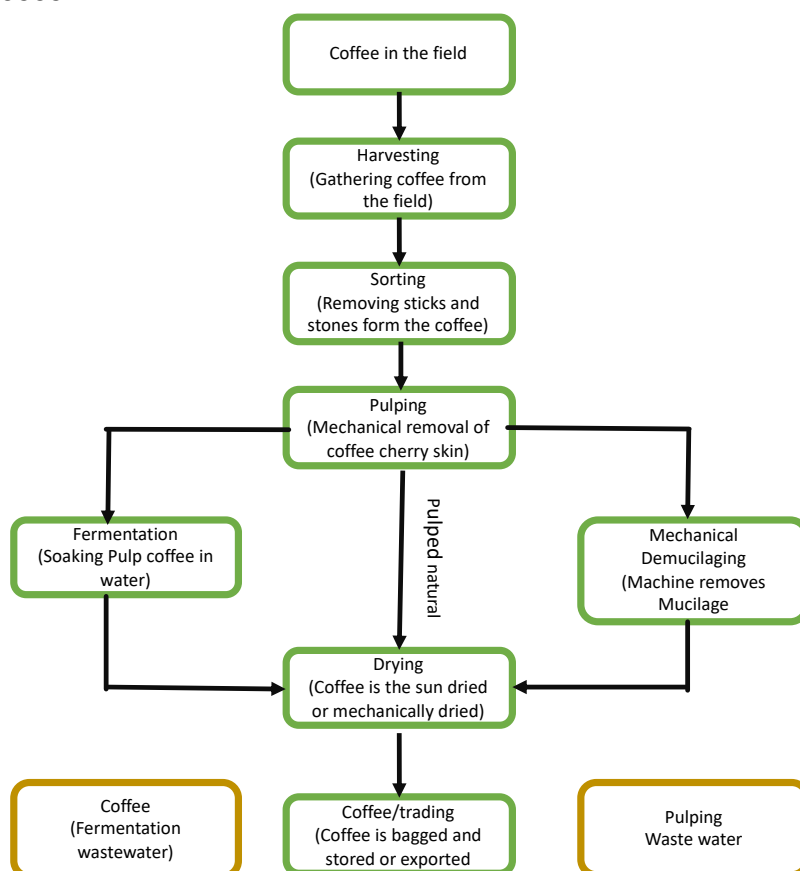 Coffee in the field
Harvesting
(Gathering coffee from
the field)
Sorting
(Removing sticks and
stones form the coffee)
Pulping
(Mechanical removal of
coffee cherry skin)
Pulped natural
Fermentation
(Soaking Pulp coffee in
water)
Mechanical
Demucilaging
(Machine removes
Mucilage
Drying
(Coffee is the sun dried
or mechanically dried)
Coffee
(Fermentation
wastewater)
Coffee/trading
(Coffee is bagged and
stored or exported
Pulping
Waste water